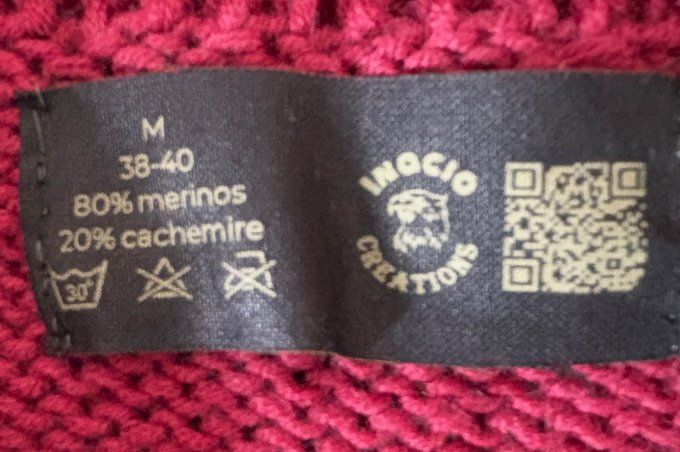 M
38-40
80% merinos
20% cachemire
30°
INACIO
CREATIONS